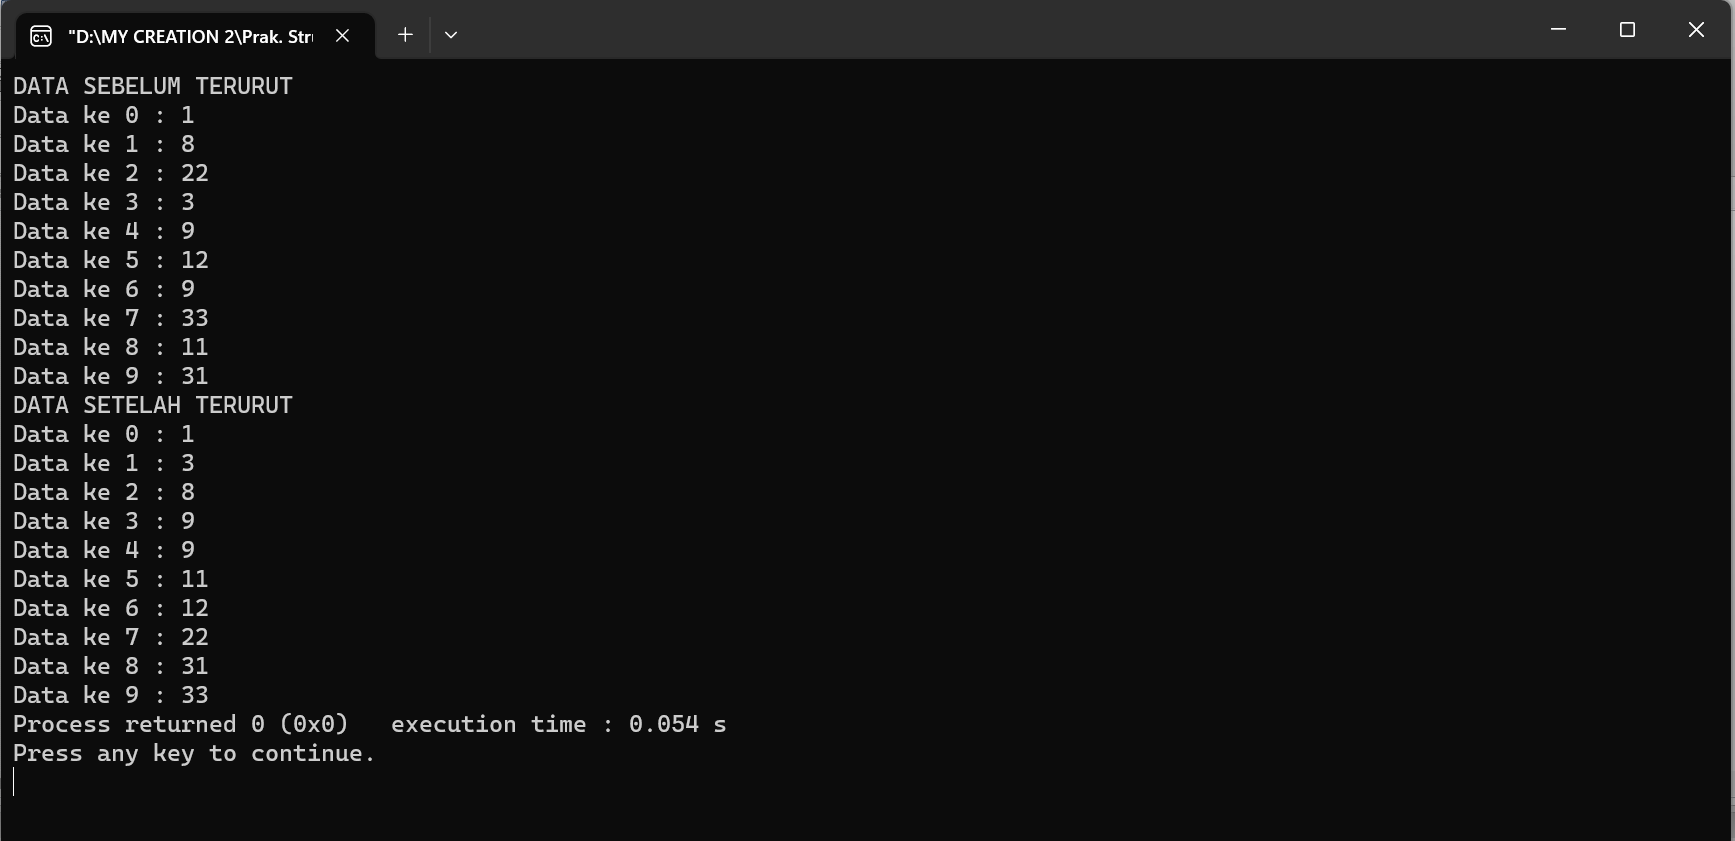 "D:\MY CREATION 2\Prak. Str
DATA SEBELUM TERURUT
Data ke 0 : 1
Data ke 1 : 8
Data ke 2 : 22
Data ke 3 : 3
Data ke 4 : 9
Data ke 5 : 12
Data ke 6 : 9
Data ke 7 : 33
Data ke 8 : 11
Data ke 9 : 31
DATA SETELAH TERURUT
Data ke 0 : 1
Data ke 1 : 3
Data ke 2 : 8
Data ke 3 : 9
Data ke 4 : 9
Data ke 5 : 11
Data ke 6 : 12
Data ke 7 : 22
Data ke 8 : 31
Data ke 9 : 33
Process returned 0 (0x0)   execution time : 0.054 s
Press any key to continue.